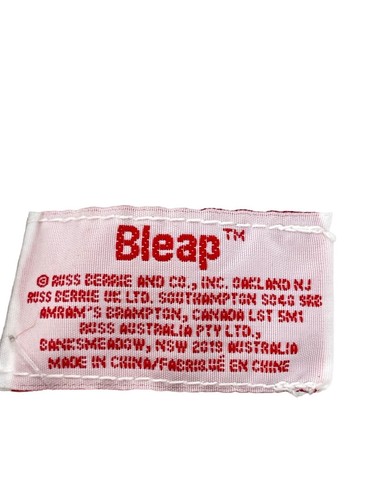 Bleap™
© RUSS BERRIE AND CO., INC. OAKLAND NJ
RUSS BERRIE UK LTD. SOUTHAMPTON SO40 9RB
AMRAM'S BRAMPTON, CANADA L6T 5M1
RUSS AUSTRALIA PTY LTD.,
BANKSMEADOW, NSW 2019 AUSTRALIA
MADE IN CHINA/FABRIQUÉ EN CHINE